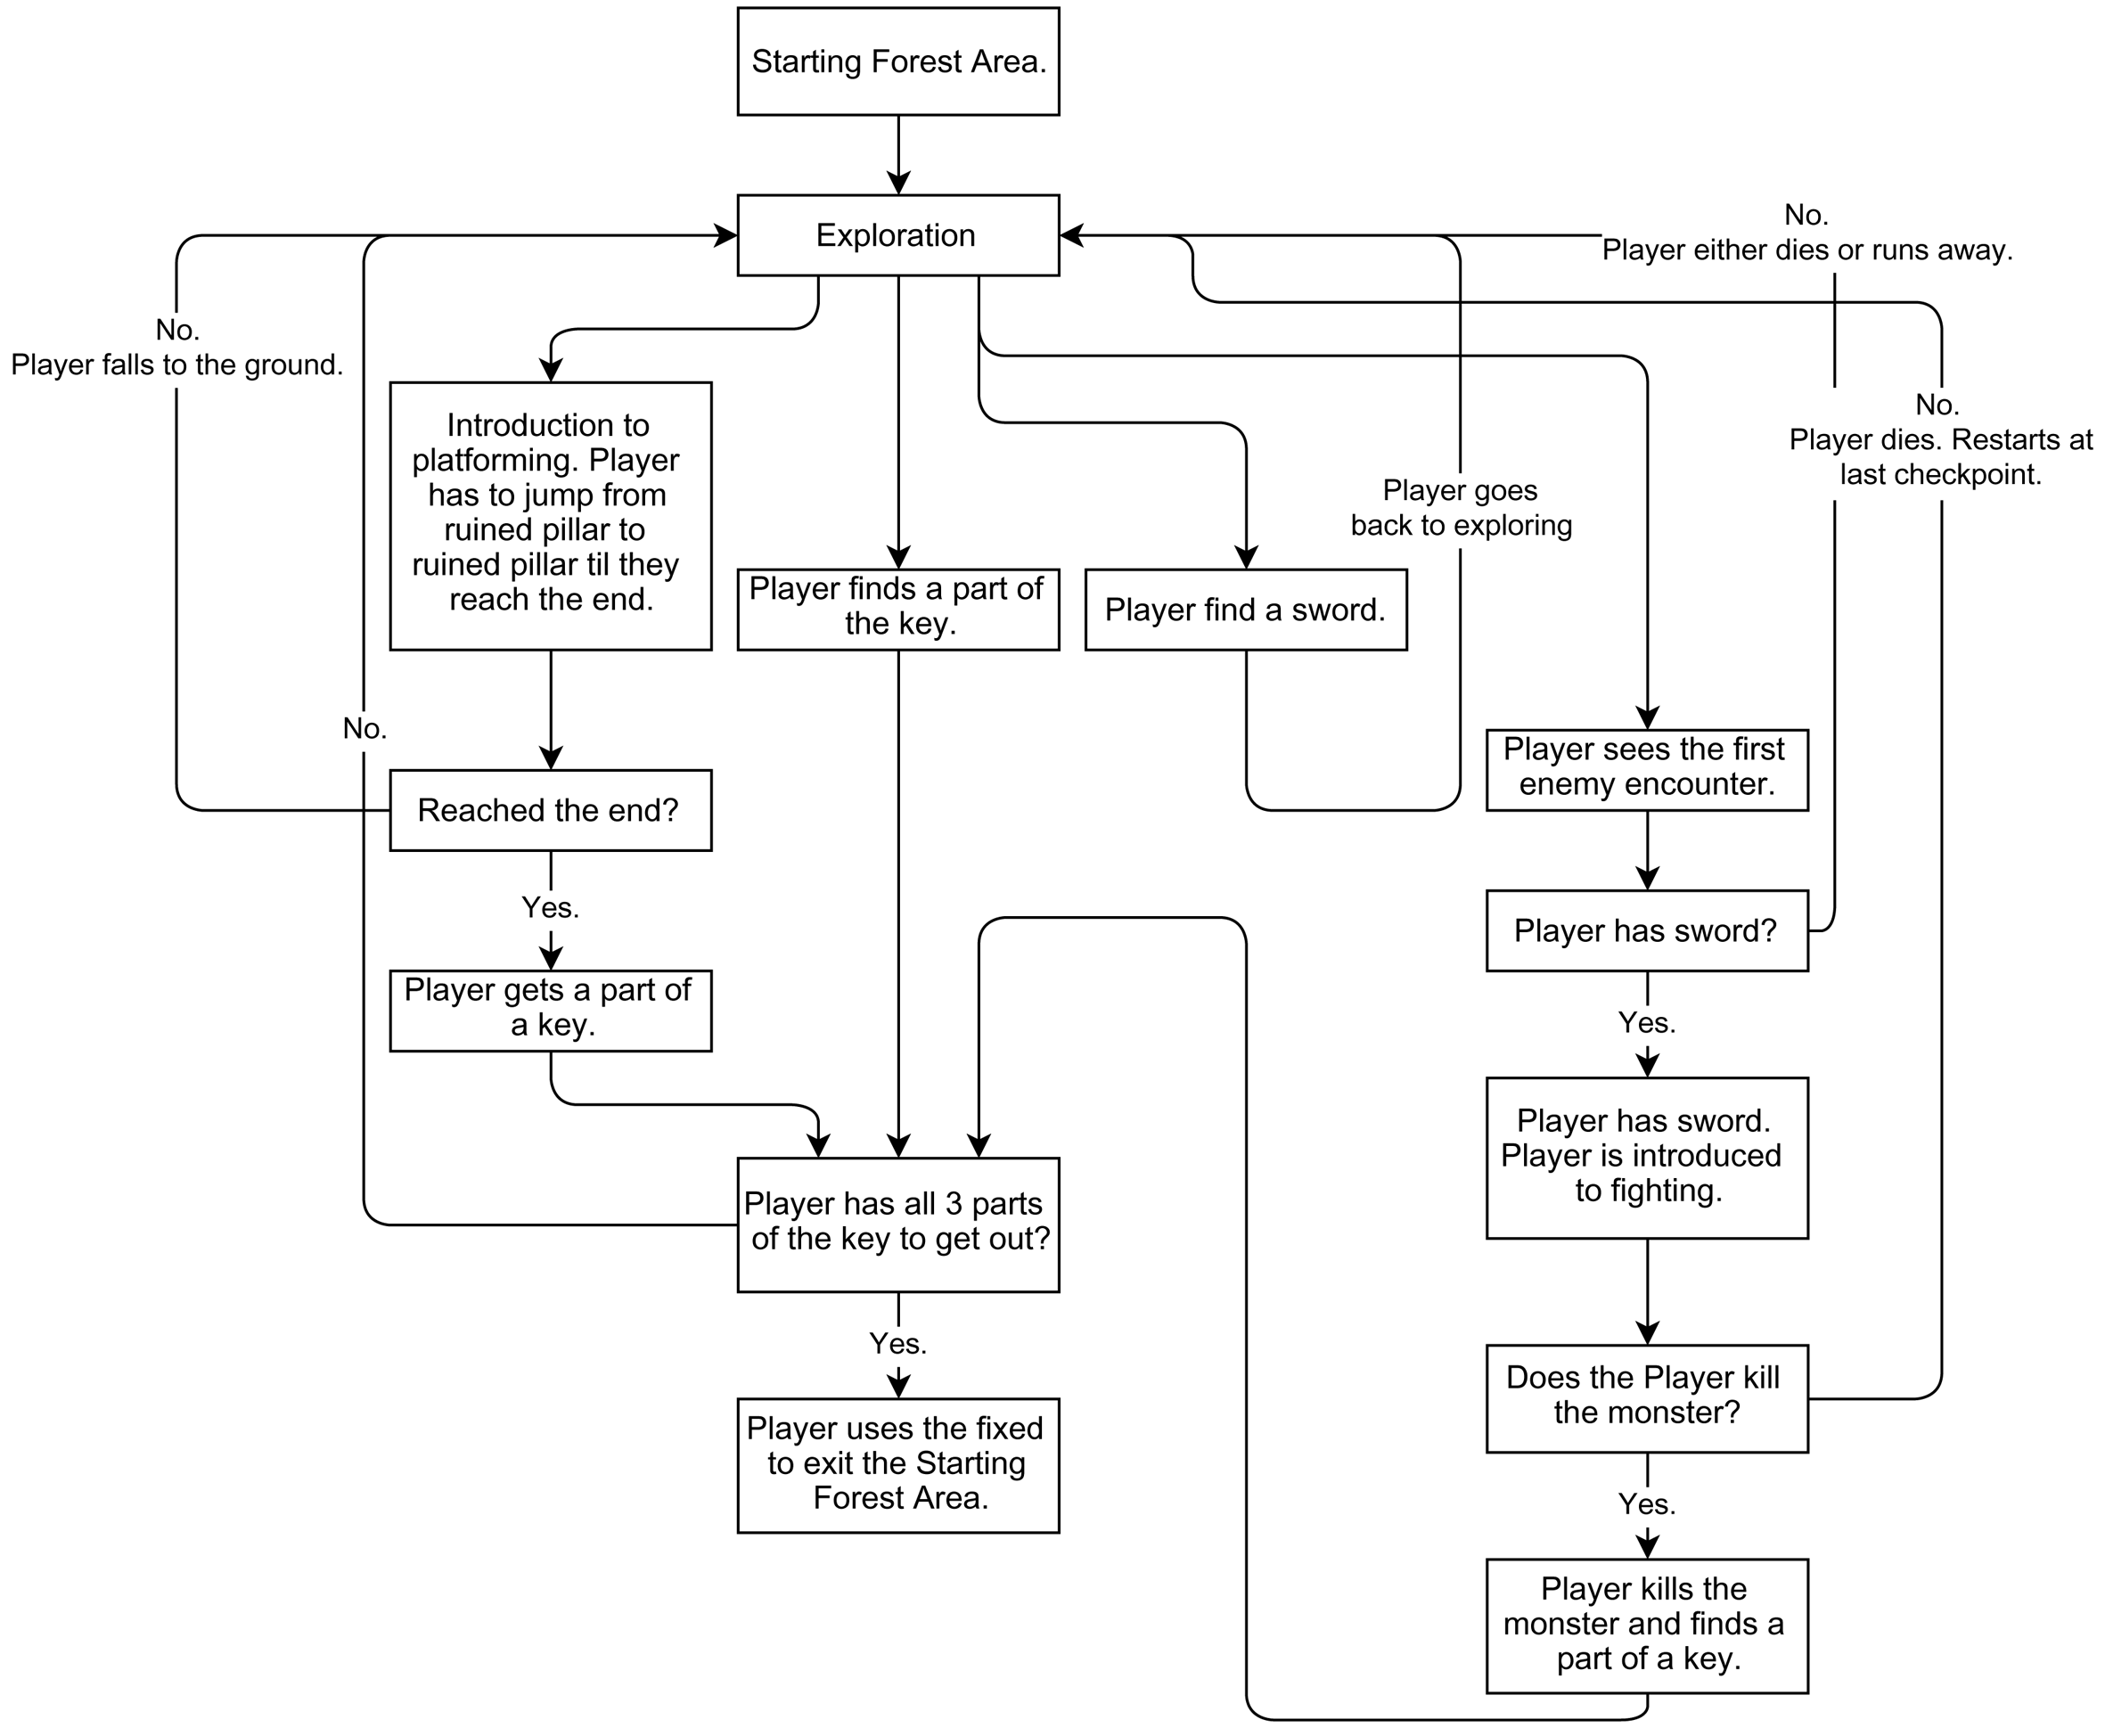 Starting Forest Area.
Exploration
No.
Player either dies or runs away.
No.
Player falls to the ground.
No.
Player dies. Restarts at
last checkpoint.
Introduction to
platforming. Player
has to jump from
ruined pillar to
ruined pillar til they
reach the end.
Player goes
back to exploring
Player finds a part of
the key.
Player find a sword.
No.
Player sees the first
enemy encounter.
Reached the end?
Yes.
Player has sword?
Player gets a part of
a key.
Yes.
Player has sword.
Player is introduced
to fighting.
Player has all 3 parts
of the key to get out?
Yes.
Does the Player kill
the monster?
Player uses the fixed
to exit the Starting
Forest Area.
Yes.
Player kills the
monster and finds a
part of a key.